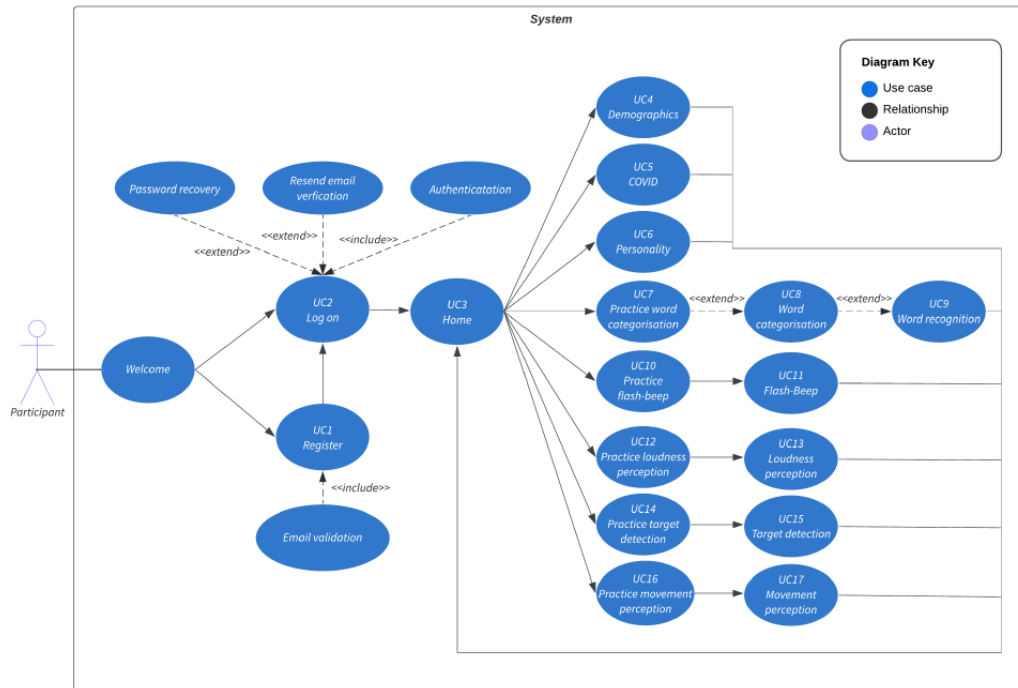 System
Diagram Key
Use case
Relationship
Actor
UC4
Demographics
UC5
COVID
UC6
Personality
Password recovery
Resend email
verfication
Authenticatation
<<extend>>
<<extend>>
<<include>>
UC2
Log on
UC3
Home
UC7
Practice word
categorisation
<<extend>>
UC8
Word
categorisation
<<extend>>
UC9
Word recognition
Welcome
Participant
UC10
Practice
flash-beep
UC11
Flash-Beep
UC1
Register
UC12
Practice loudness
perception
UC13
Loudness
perception
<<include>>
Email validation
UC14
Practice target
detection
UC15
Target detection
UC16
Practice movement
perception
UC17
Movement
perception